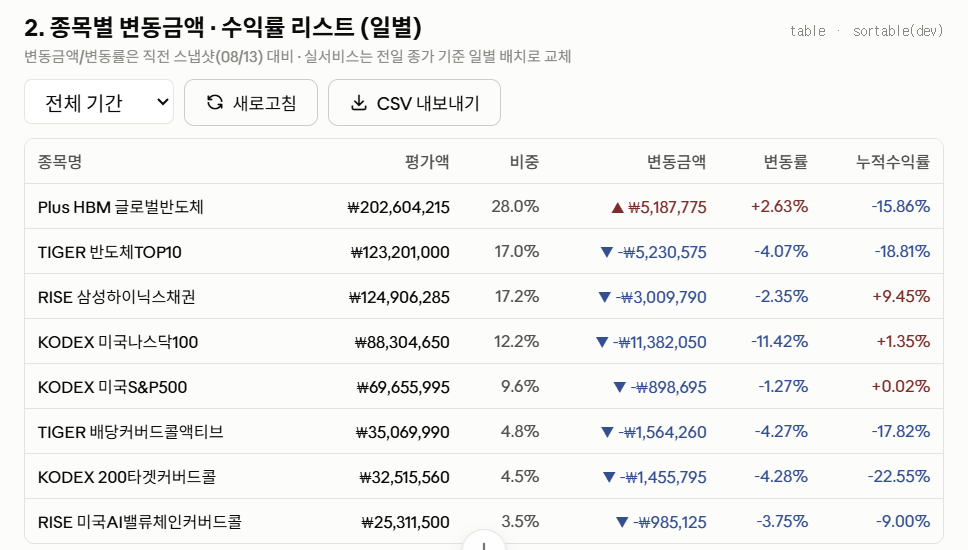 2. 종목별 변동금액 · 수익률 리스트 (일별)
table · sortable(dev)
변동금액/변동률은 직전 스냅샷(08/13) 대비 · 실서비스는 전일 종가 기준 일별 배치로 교체
전체 기간 새로고침 CSV 내보내기
종목명 평가액 비중 변동금액 변동률 누적수익률
Plus HBM 글로벌반도체 ₩202,604,215 28.0% ▲ ₩5,187,775 +2.63% -15.86%
TIGER 반도체TOP10 ₩123,201,000 17.0% ▼ -₩5,230,575 -4.07% -18.81%
RISE 삼성하이닉스채권 ₩124,906,285 17.2% ▼ -₩3,009,790 -2.35% +9.45%
KODEX 미국나스닥100 ₩88,304,650 12.2% ▼ -₩11,382,050 -11.42% +1.35%
KODEX 미국S&P500 ₩69,655,995 9.6% ▼ -₩898,695 -1.27% +0.02%
TIGER 배당커버드콜액티브 ₩35,069,990 4.8% ▼ -₩1,564,260 -4.27% -17.82%
KODEX 200타겟커버드콜 ₩32,515,560 4.5% ▼ -₩1,455,795 -4.28% -22.55%
RISE 미국AI밸류체인커버드콜 ₩25,311,500 3.5% ▼ -₩985,125 -3.75% -9.00%